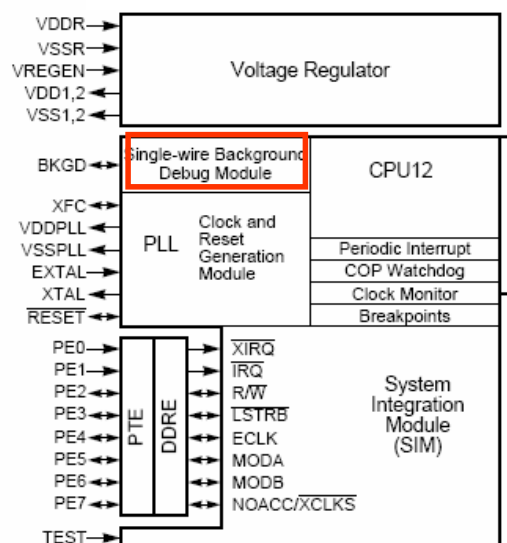 VDDR
VSSR
VREGEN
VDD1,2
VSS1,2
Voltage Regulator
BKGD
Single-wire Background
Debug Module
CPU12
XFC
VDDPLL
VSSPLL
EXTAL
XTAL
RESET
PLL
Clock and
Reset
Generation
Module
Periodic Interrupt
COP Watchdog
Clock Monitor
Breakpoints
PE0
PE1
PE2
PE3
PE4
PE5
PE6
PE7
PTE
DDRE
XIRQ
IRQ
R/W
LSTRB
ECLK
MODA
MODB
NOACC/XCLKS
System
Integration
Module
(SIM)
TEST